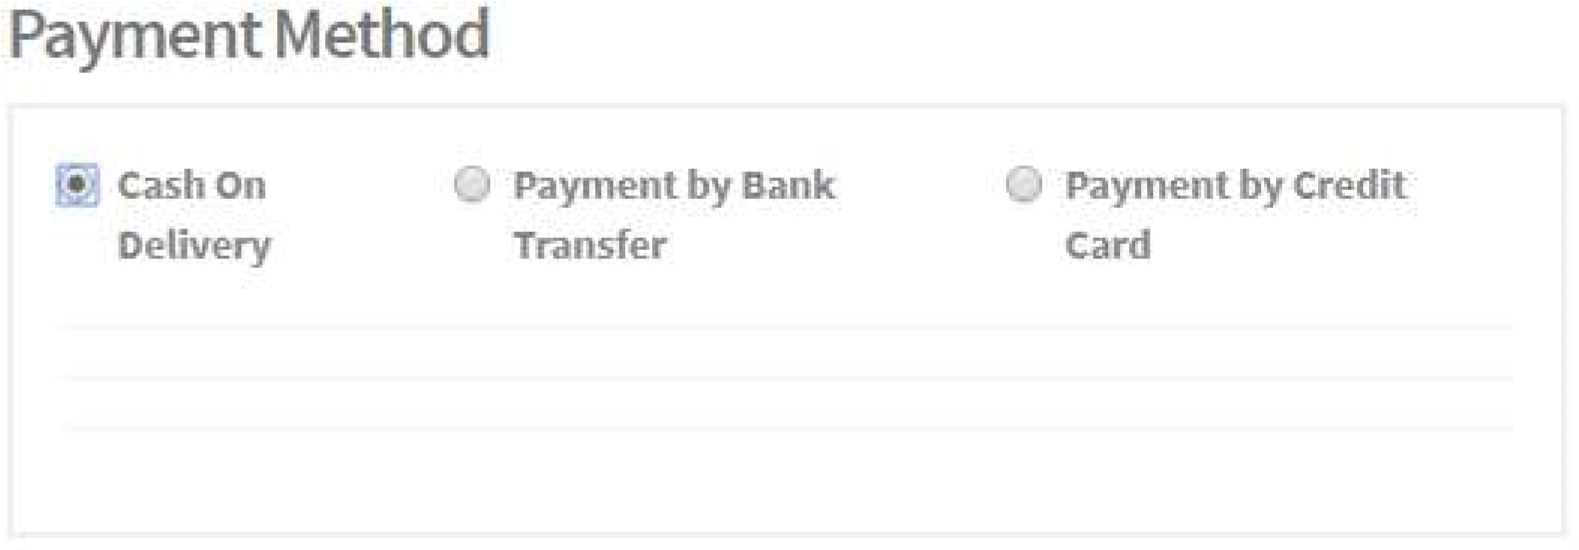 Payment Method
Cash On Delivery
Payment by Bank Transfer
Payment by Credit Card